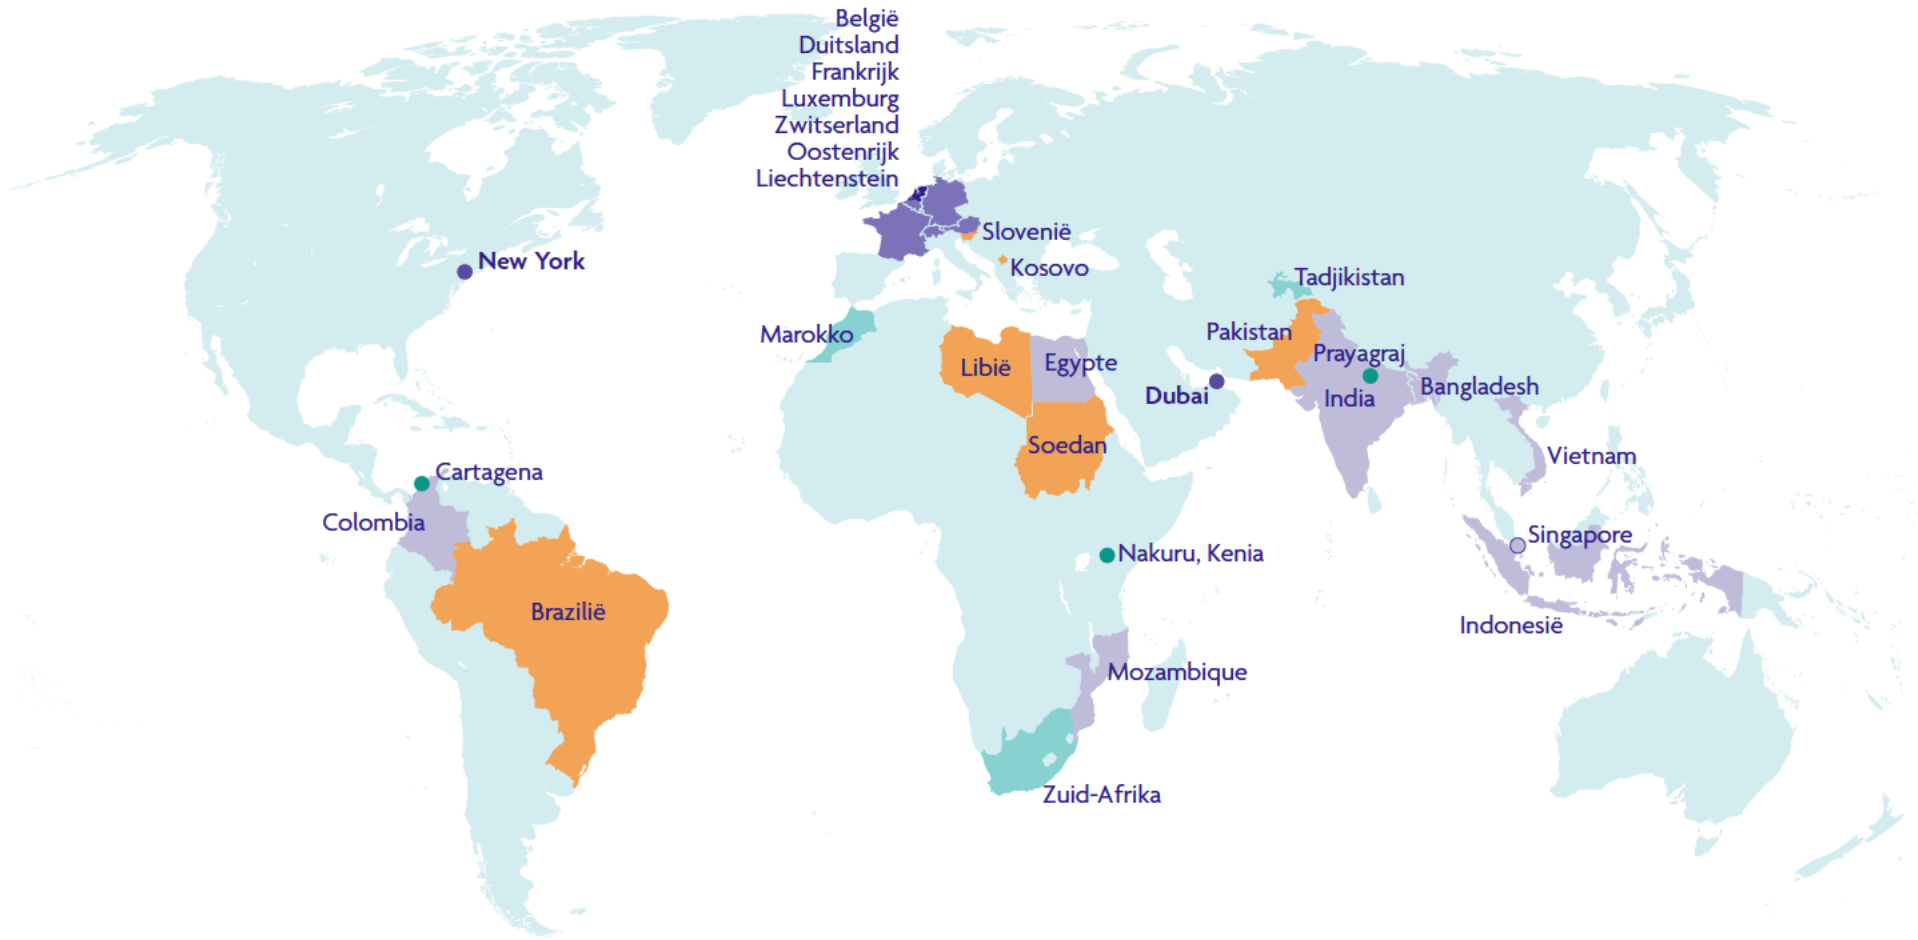 België
Duitsland
Frankrijk
Luxemburg
Zwitserland
Oostenrijk
Liechtenstein
Slovenië
New York
Kosovo
Tadjikistan
Marokko
Pakistan
Prayagraj
Libië
Egypte
Dubai
India
Bangladesh
Soedan
Vietnam
Cartagena
Colombia
Singapore
Nakuru, Kenia
Brazilië
Indonesië
Mozambique
Zuid-Afrika